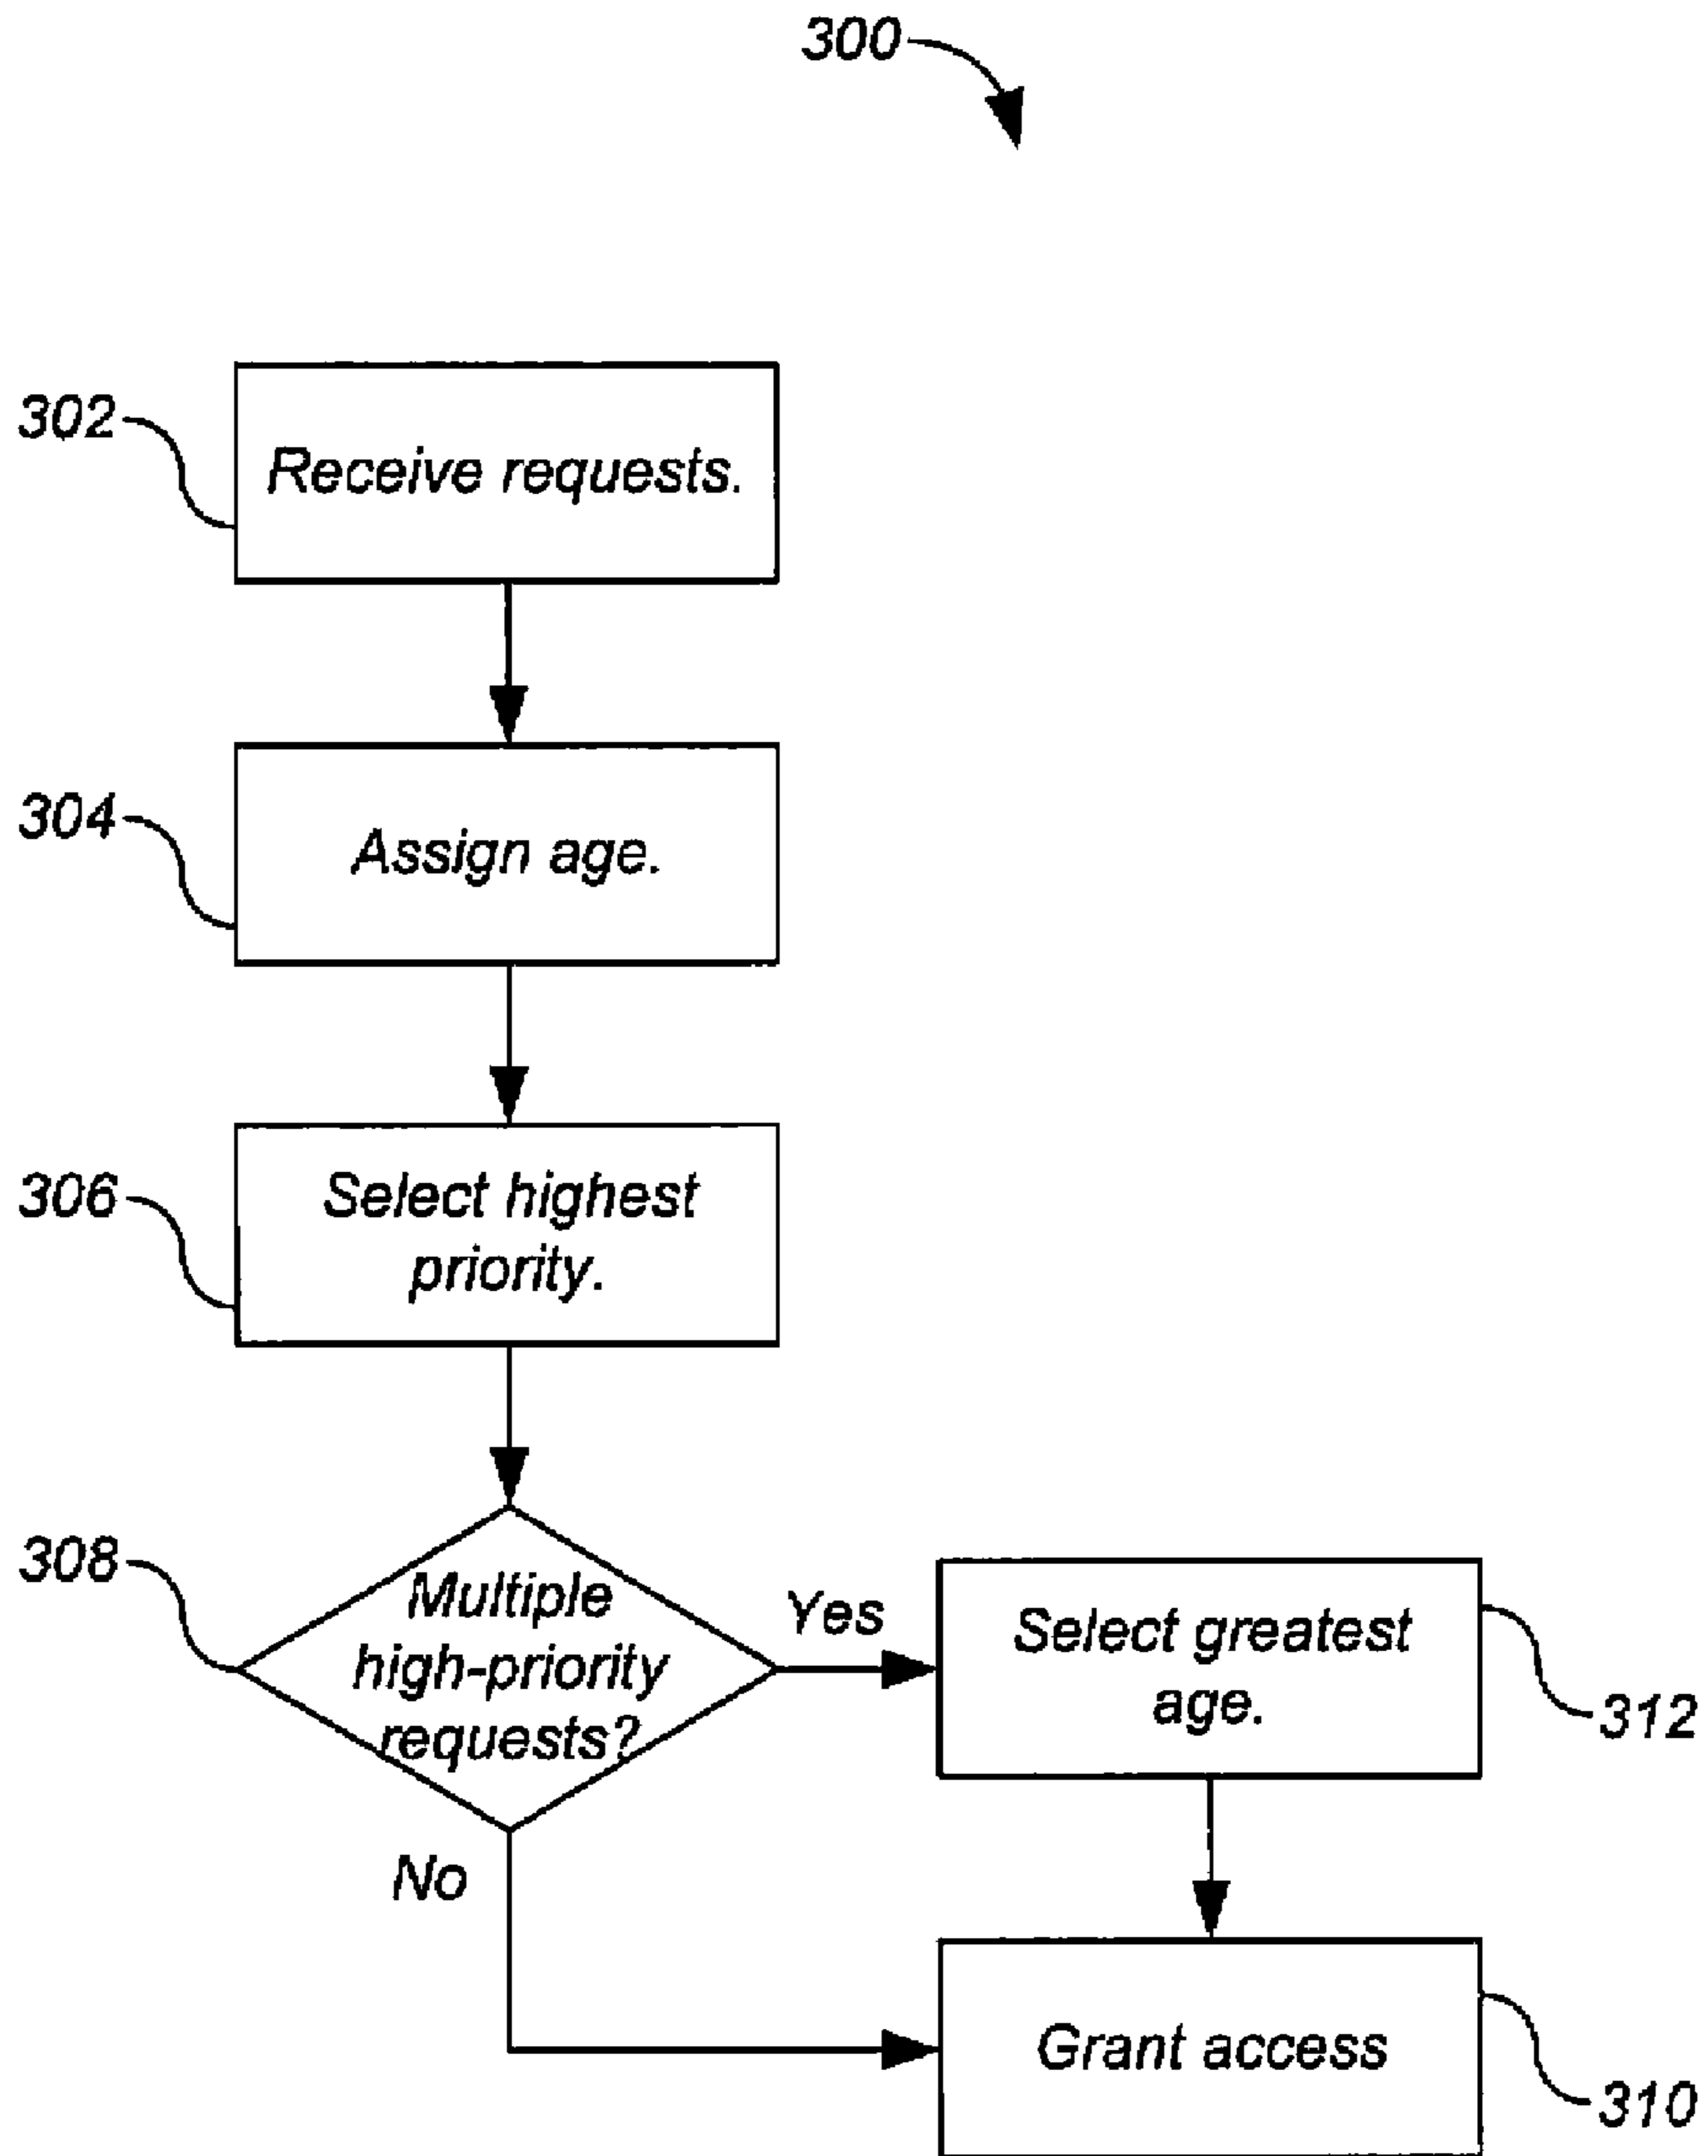 300
302
Receive requests.
304
Assign age.
306
Select highest
priority.
308
Multiple
high-priority
requests?
Yes
No
Select greatest
age.
312
Grant access
310